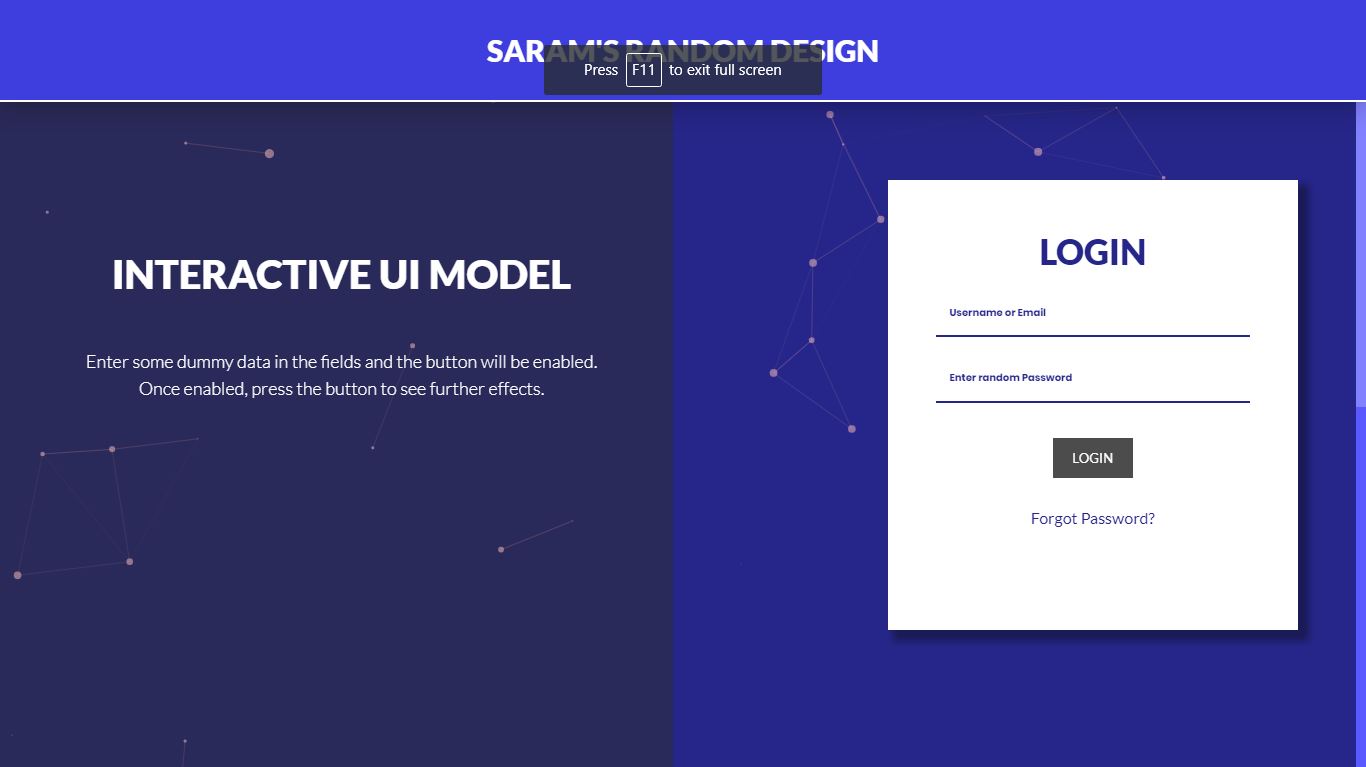 SARAM'S RANDOM DESIGN
Press F11 to exit full screen
INTERACTIVE UI MODEL
Enter some dummy data in the fields and the button will be enabled.
Once enabled, press the button to see further effects.
LOGIN
Username or Email
Enter random Password
LOGIN
Forgot Password?